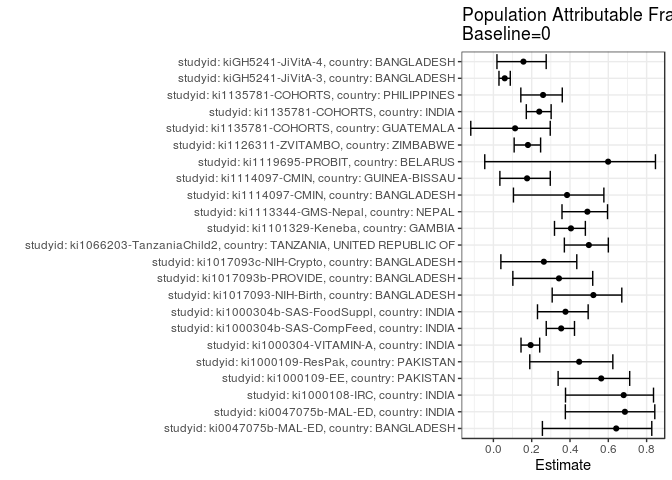 Population Attributable Fra
Baseline=0
studyid: kiGH5241-JiVitA-4, country: BANGLADESH
studyid: kiGH5241-JiVitA-3, country: BANGLADESH
studyid: ki1135781-COHORTS, country: PHILIPPINES
studyid: ki1135781-COHORTS, country: INDIA
studyid: ki1135781-COHORTS, country: GUATEMALA
studyid: ki1126311-ZVITAMBO, country: ZIMBABWE
studyid: ki1119695-PROBIT, country: BELARUS
studyid: ki1114097-CMIN, country: GUINEA-BISSAU
studyid: ki1114097-CMIN, country: BANGLADESH
studyid: ki1113344-GMS-Nepal, country: NEPAL
studyid: ki1101329-Keneba, country: GAMBIA
studyid: ki1066203-TanzaniaChild2, country: TANZANIA, UNITED REPUBLIC OF
studyid: ki1017093c-NIH-Crypto, country: BANGLADESH
studyid: ki1017093b-PROVIDE, country: BANGLADESH
studyid: ki1017093-NIH-Birth, country: BANGLADESH
studyid: ki1000304b-SAS-FoodSuppl, country: INDIA
studyid: ki1000304b-SAS-CompFeed, country: INDIA
studyid: ki1000304-VITAMIN-A, country: INDIA
studyid: ki1000109-ResPak, country: PAKISTAN
studyid: ki1000109-EE, country: PAKISTAN
studyid: ki1000108-IRC, country: INDIA
studyid: ki0047075b-MAL-ED, country: INDIA
studyid: ki0047075b-MAL-ED, country: BANGLADESH
0.0 0.2 0.4 0.6 0.8
Estimate